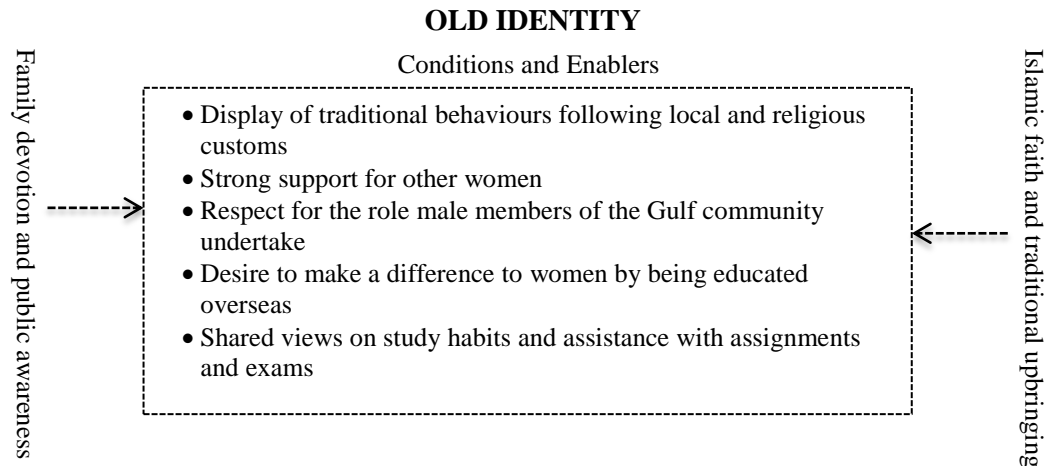 OLD IDENTITY
Conditions and Enablers
Family devotion and public awareness
• Display of traditional behaviours following local and religious
customs
• Strong support for other women
• Respect for the role male members of the Gulf community
undertake
• Desire to make a difference to women by being educated
overseas
• Shared views on study habits and assistance with assignments
and exams
Islamic faith and traditional upbringing